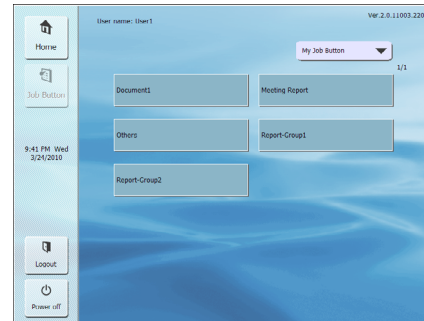 User name: User1
Ver.2.0.11003.220
Home
My Job Button
1/1
Job Button
Document1
Meeting Report
Others
Report-Group1
9:41 PM Wed
3/24/2010
Report-Group2
Logout
Power off